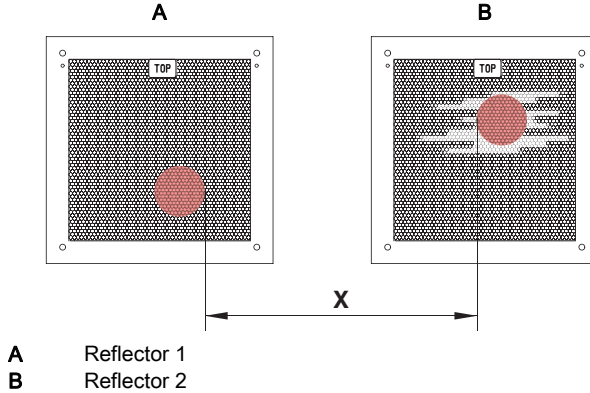 A B
TOP TOP
X
A Reflector 1
B Reflector 2